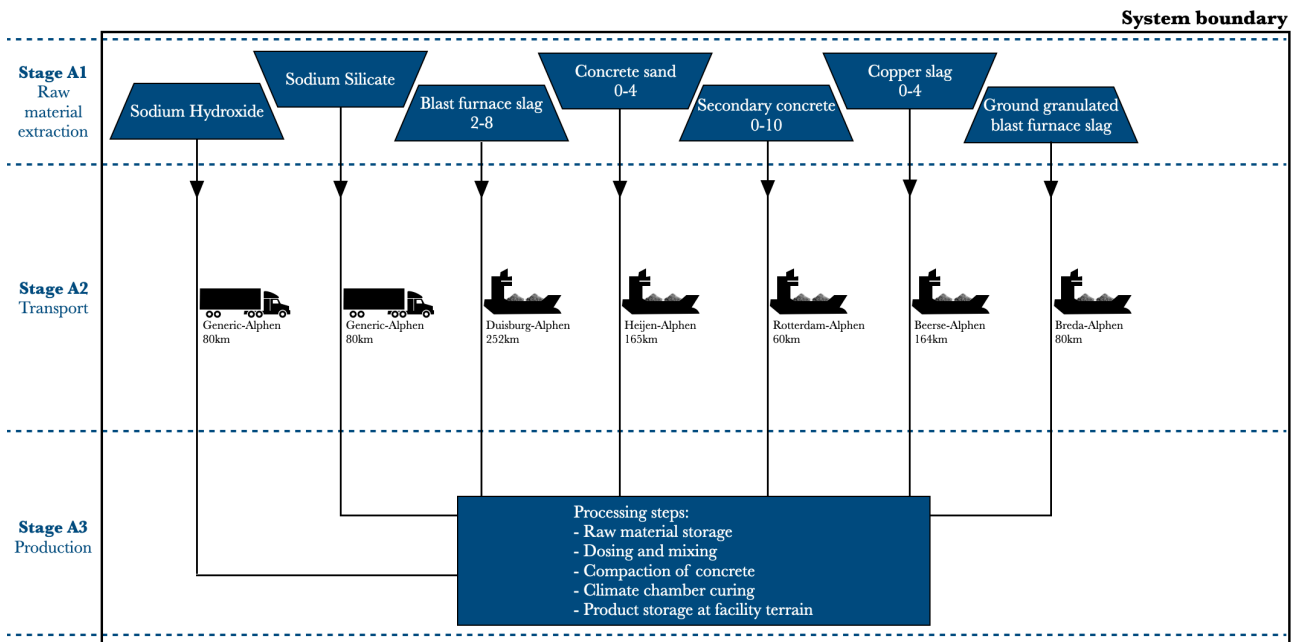 System boundary
Stage A1
Raw
material
extraction
Sodium Hydroxide
Sodium Silicate
Blast furnace slag
2-8
Concrete sand
0-4
Secondary concrete
0-10
Copper slag
0-4
Ground granulated
blast furnace slag
Stage A2
Transport
Generic-Alphen
80km
Generic-Alphen
80km
Duisburg-Alphen
252km
Heijen-Alphen
165km
Rotterdam-Alphen
60km
Beerse-Alphen
164km
Breda-Alphen
80km
Stage A3
Production
Processing steps:
- Raw material storage
- Dosing and mixing
- Compaction of concrete
- Climate chamber curing
- Product storage at facility terrain